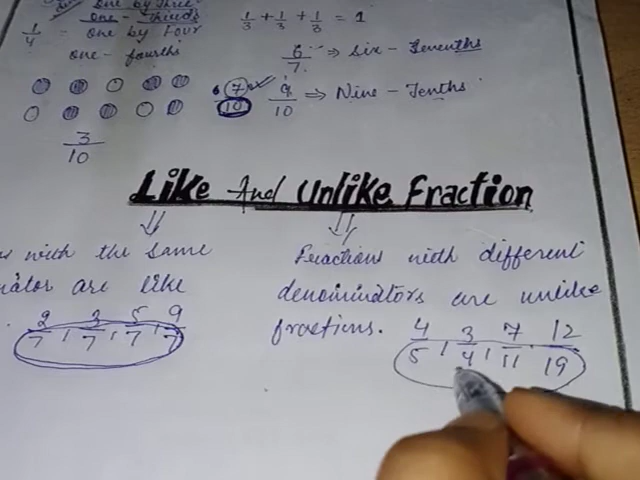 One by Three
One - thirds
1/4 = One by Four
One - fourths
1/3 + 1/3 + 1/3 = 1
6/7 ⇒ Six - Sevenths
7/10 9/10 ⇒ Nine - Tenths
3/10
Like And Unlike Fraction
with the same
are like
2/7, 3/7, 5/7, 9/7
Fractions with different
denominators are unlike
fractions. 4/5, 3/4, 7/11, 12/19